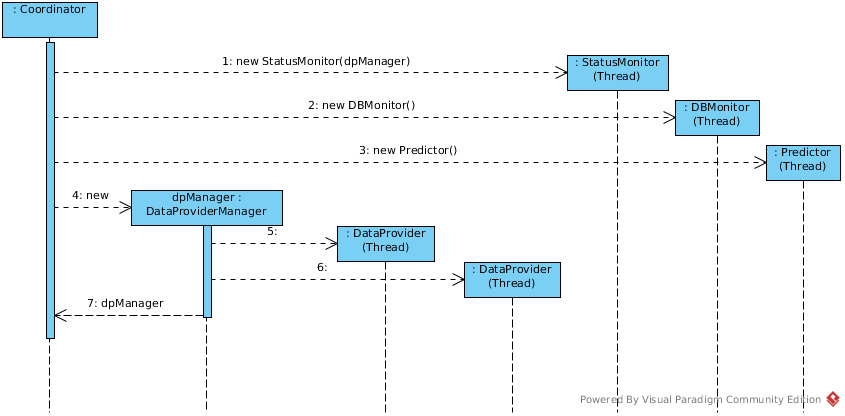 : Coordinator
1: new StatusMonitor(dpManager)
: StatusMonitor
(Thread)
2: new DBMonitor()
: DBMonitor
(Thread)
3: new Predictor()
: Predictor
(Thread)
4: new
dpManager :
DataProviderManager
5:
: DataProvider
(Thread)
6:
: DataProvider
(Thread)
7: dpManager
Powered By Visual Paradigm Community Edition